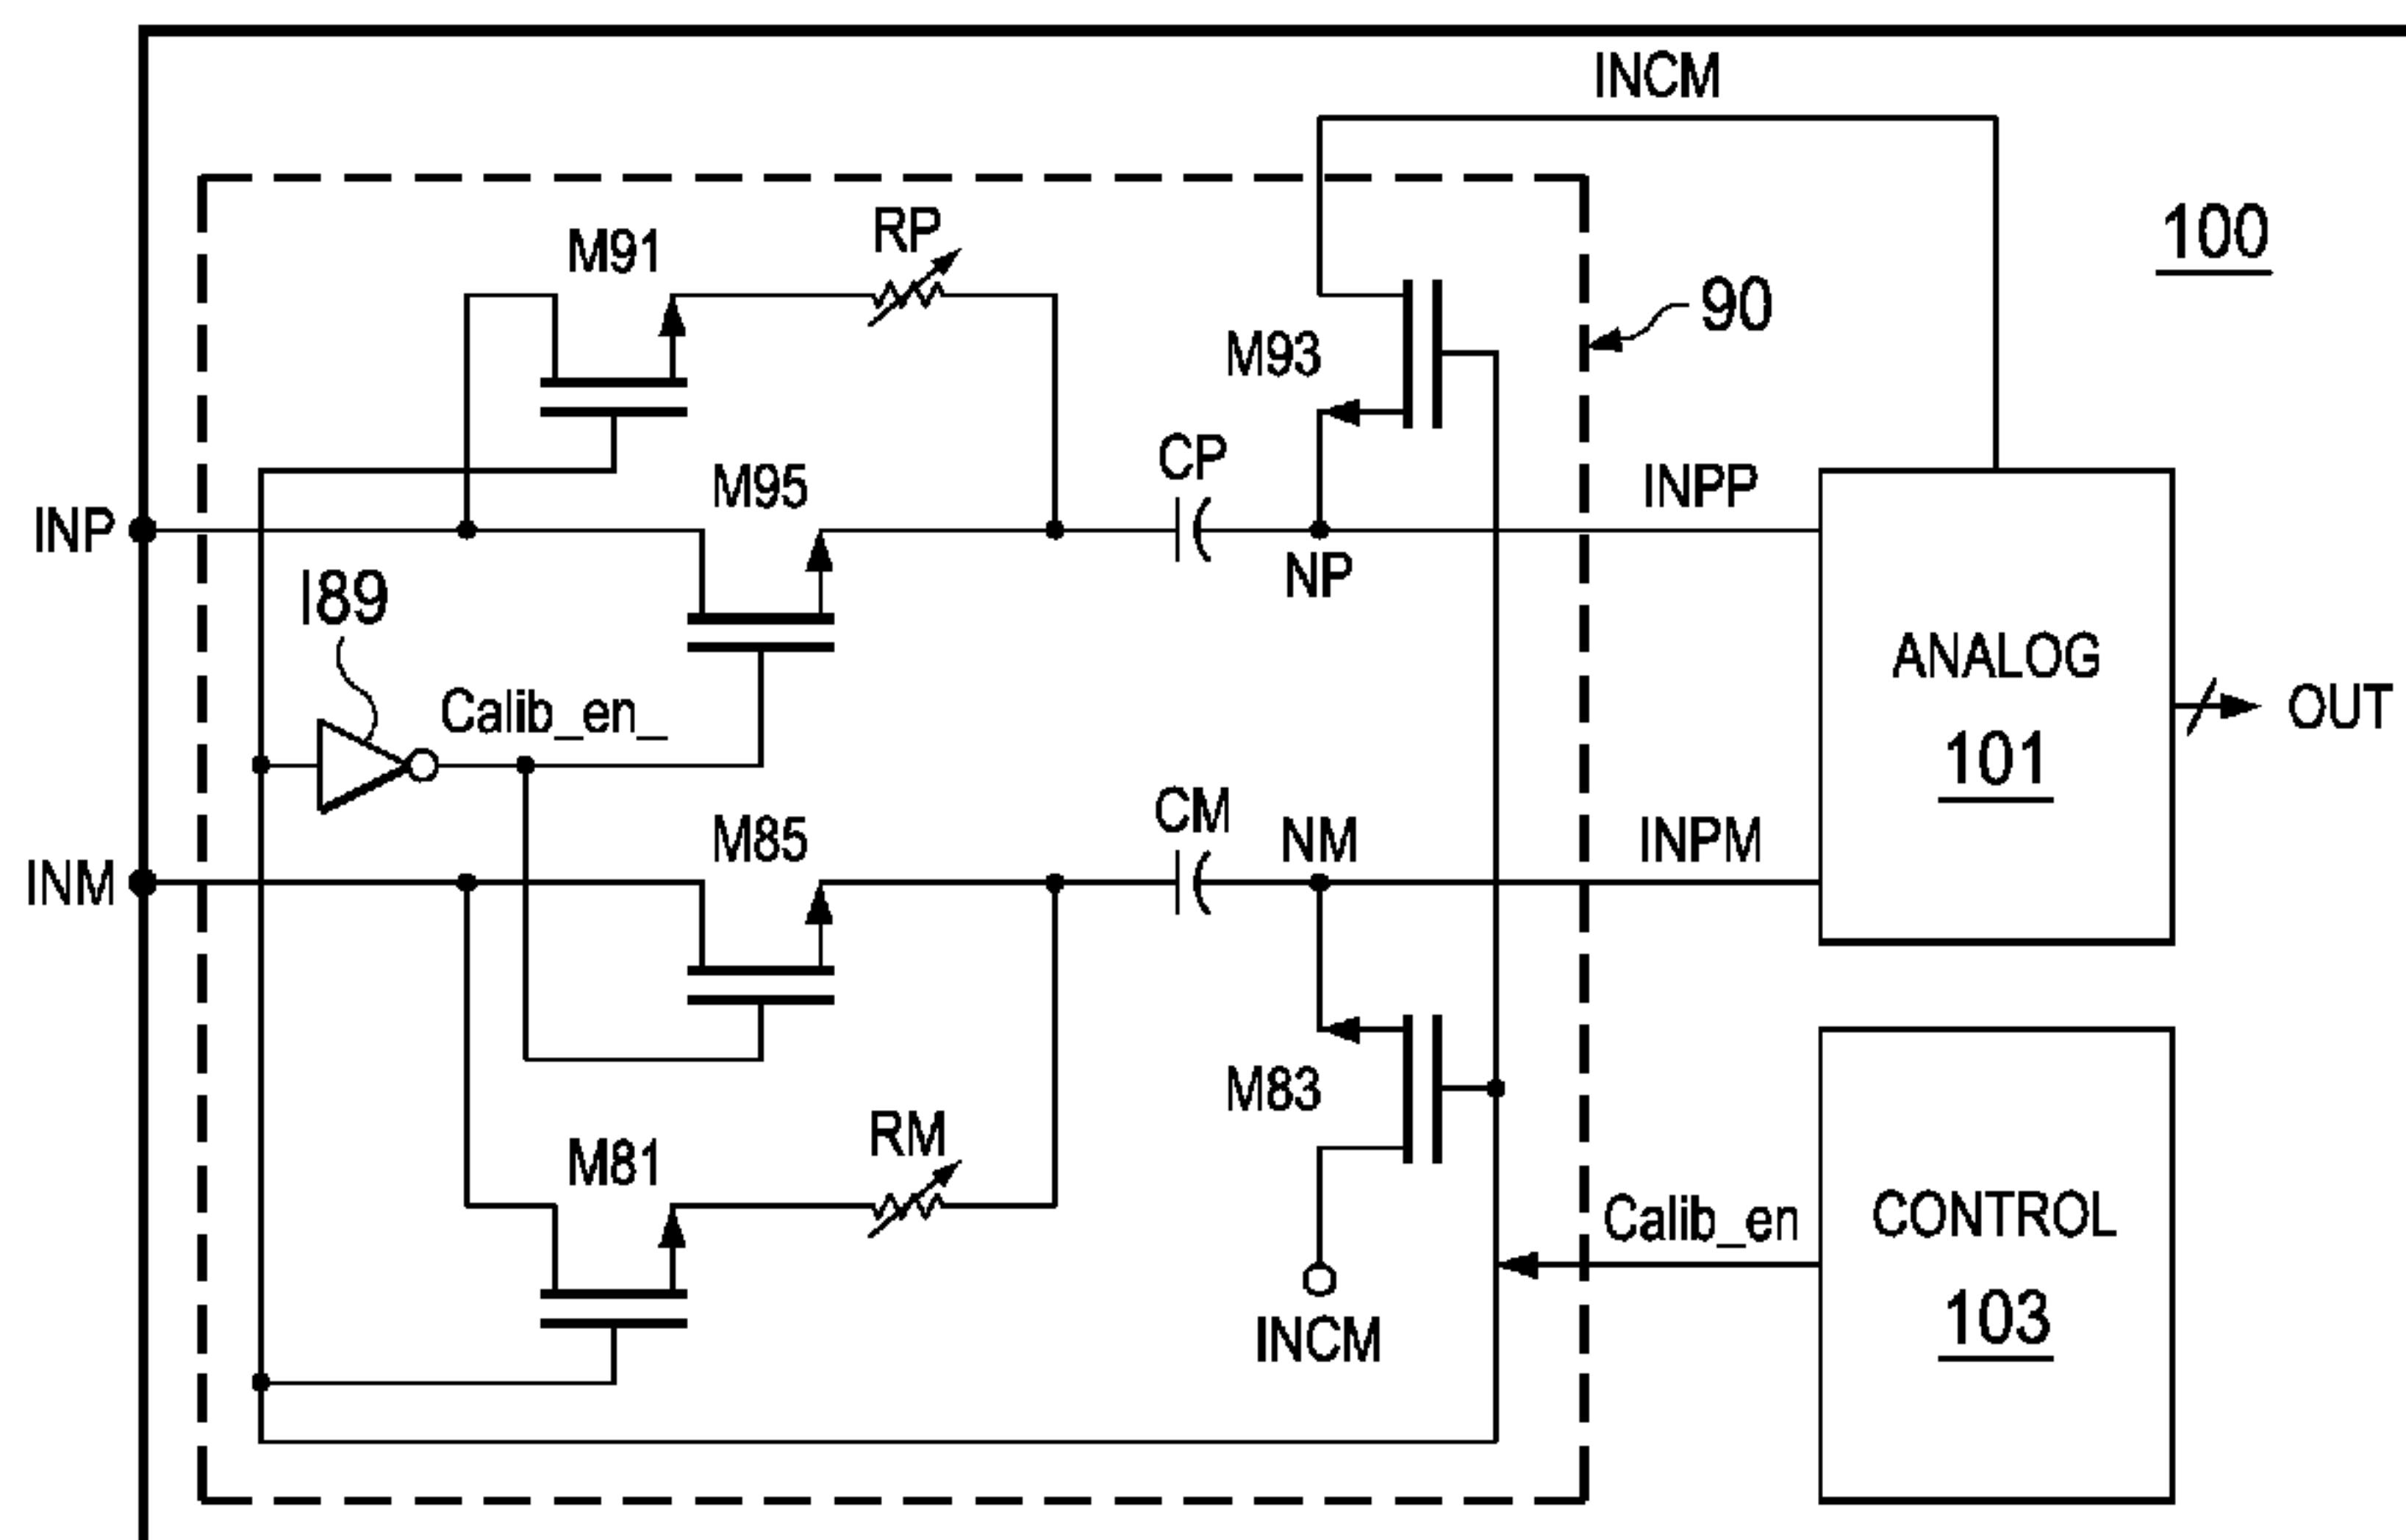 INCM
100
M91
RP
90
M93
CP
INPP
M95
INP
NP
I89
ANALOG
101
OUT
Calib_en_
M85
CM
NM
INPM
INM
M83
RM
M81
Calib_en
CONTROL
103
INCM